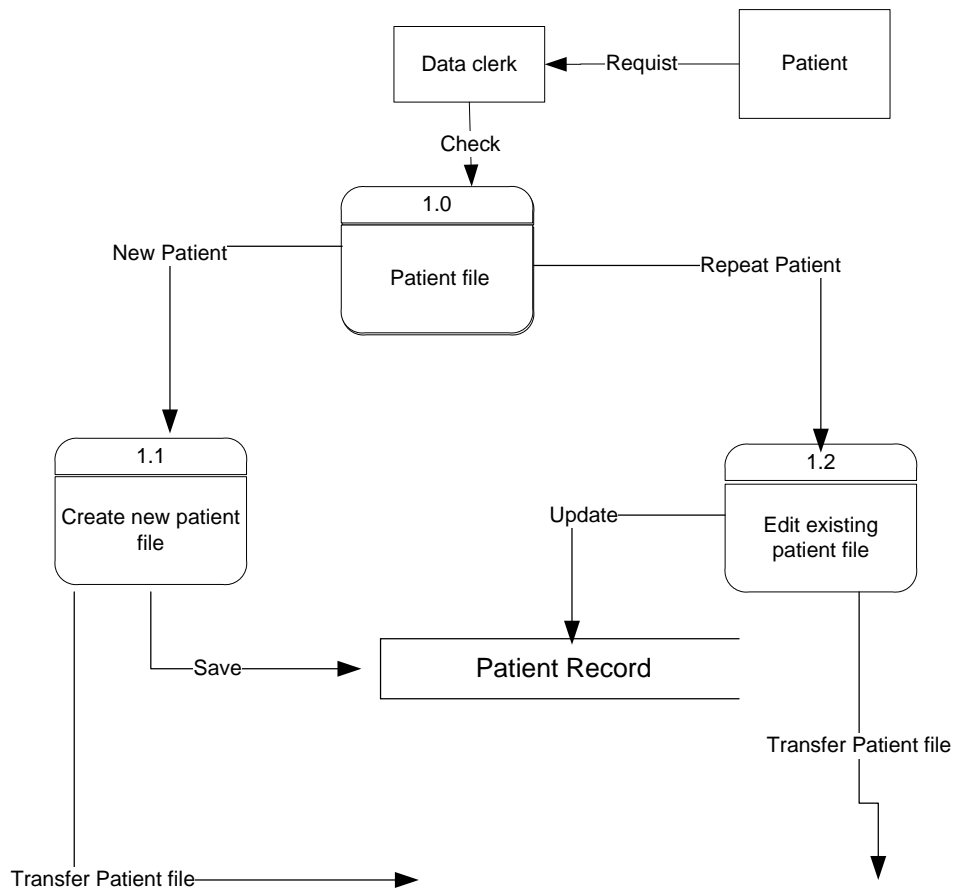 Data clerk
Requist
Patient
Check
1.0
New Patient
Patient file
Repeat Patient
1.1
1.2
Create new patient
file
Update
Edit existing
patient file
Save
Patient Record
Transfer Patient file
Transfer Patient file